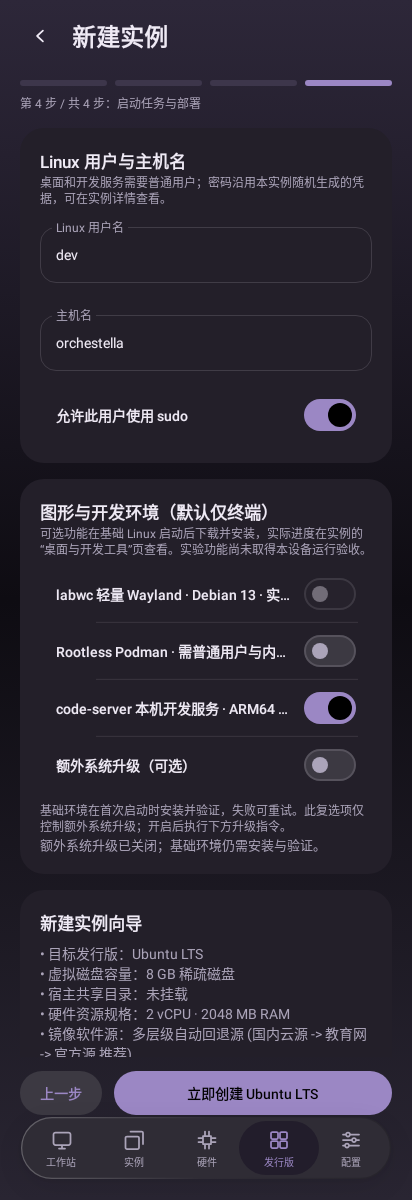 新建实例
第 4 步 / 共 4 步：启动任务与部署
Linux 用户与主机名
桌面和开发服务需要普通用户；密码沿用本实例随机生成的凭
据，可在实例详情查看。
Linux 用户名
dev
主机名
orchestella
允许此用户使用 sudo
图形与开发环境（默认仅终端）
可选功能在基础 Linux 启动后下载并安装，实际进度在实例的
“桌面与开发工具”页查看。实验功能尚未取得本设备运行验收。
labwc 轻量 Wayland · Debian 13 · 实...
Rootless Podman · 需普通用户与内...
code-server 本机开发服务 · ARM64 ...
额外系统升级（可选）
基础环境在首次启动时安装并验证，失败可重试。此复选项仅
控制额外系统升级；开启后执行下方升级指令。
额外系统升级已关闭；基础环境仍需安装与验证。
新建实例向导
• 目标发行版：Ubuntu LTS
• 虚拟磁盘容量：8 GB 稀疏磁盘
• 宿主共享目录：未挂载
• 硬件资源规格：2 vCPU · 2048 MB RAM
• 镜像软件源：多层级自动回退源 (国内云源 -> 教育网
-> 官方源 推荐)
上一步
立即创建 Ubuntu LTS
工作站
实例
硬件
发行版
配置